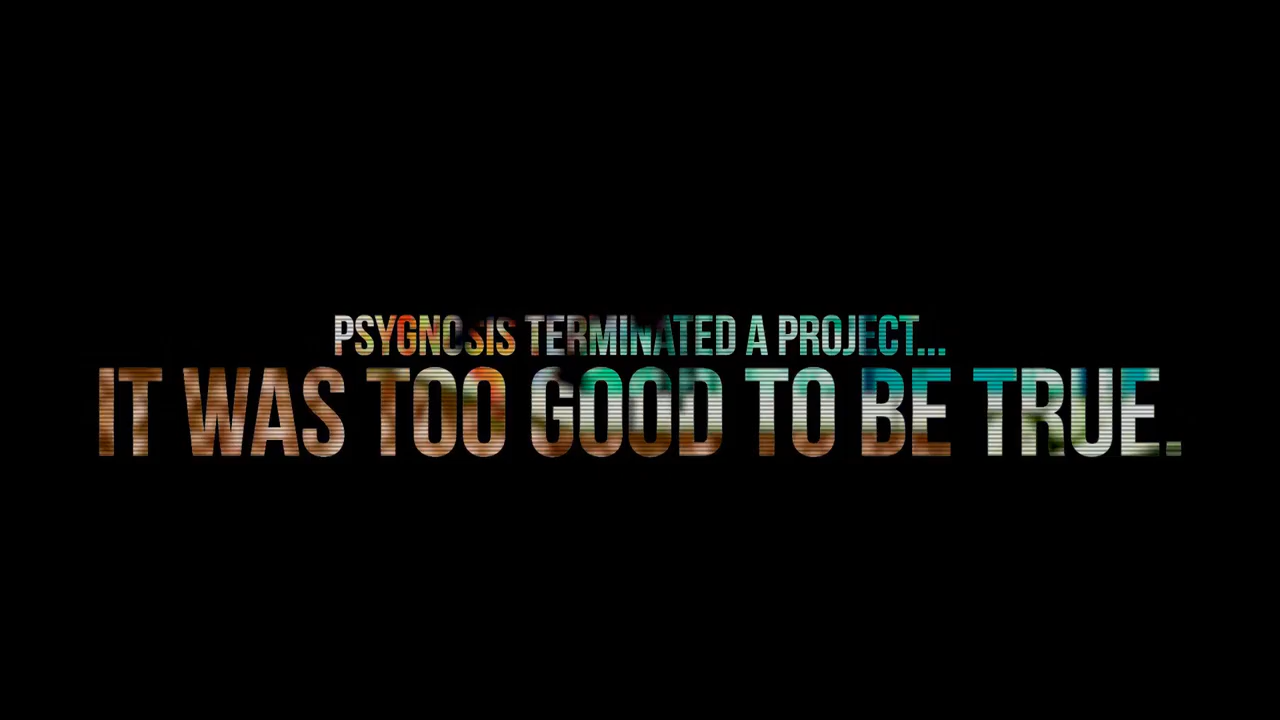 PSYGNOSIS TERMINATED A PROJECT...
IT WAS TOO GOOD TO BE TRUE.